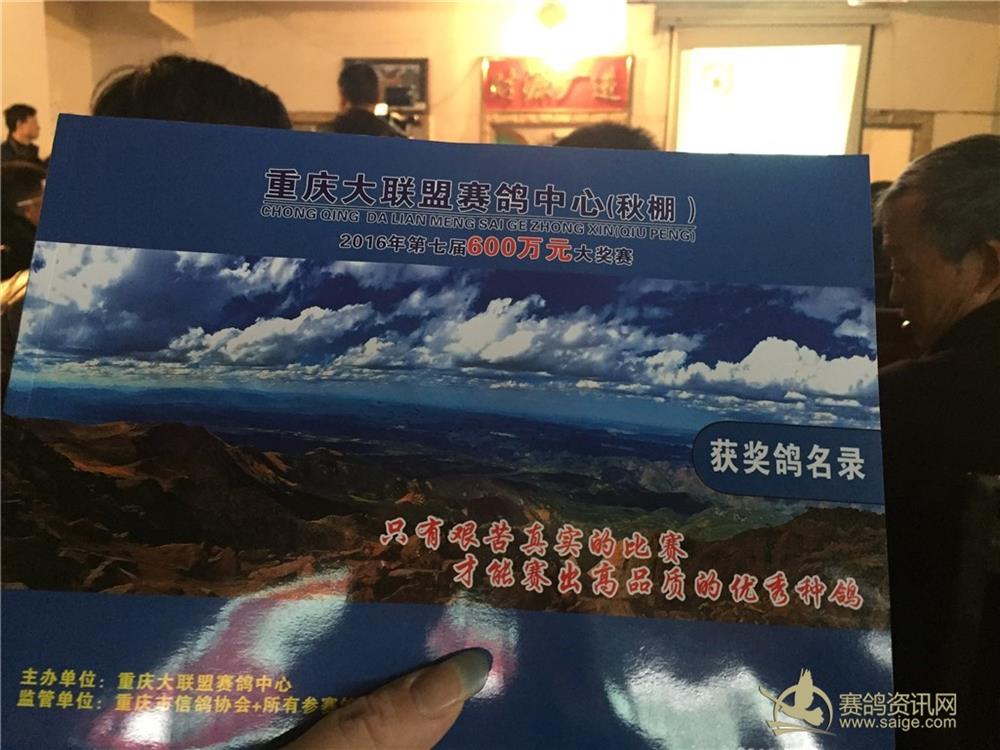 重庆大联盟赛鸽中心(秋棚)
CHONG QING DA LIAN MENG SAI GE ZHONG XIN(QIU PENG)
2016年第七届600万元大奖赛
获奖鸽名录
只有艰苦真实的比赛
才能赛出高品质的优秀种鸽
主办单位：重庆大联盟赛鸽中心
监管单位：重庆市信鸽协会+所有参赛
赛鸽资讯网
www.saige.com